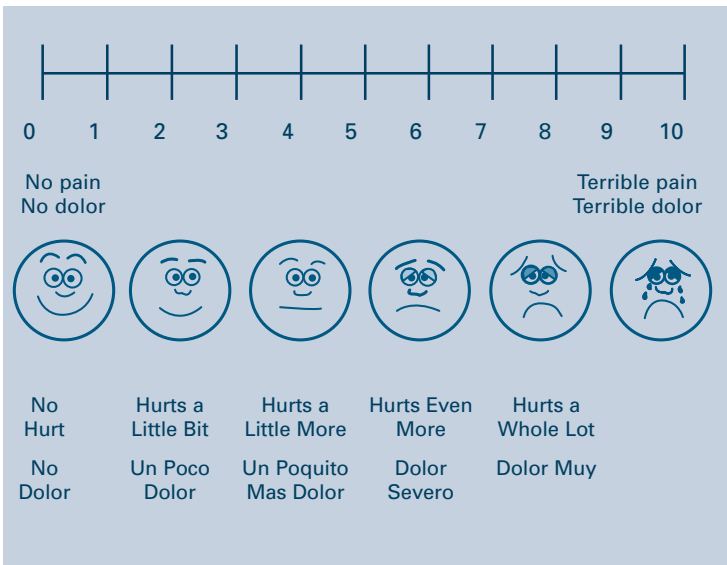 0 1 2 3 4 5 6 7 8 9 10
No pain
No dolor
Terrible pain
Terrible dolor
No
Hurt
Hurts a
Little Bit
Hurts a
Little More
Hurts Even
More
Hurts a
Whole Lot
No
Dolor
Un Poco
Dolor
Un Poquito
Mas Dolor
Dolor
Severo
Dolor Muy